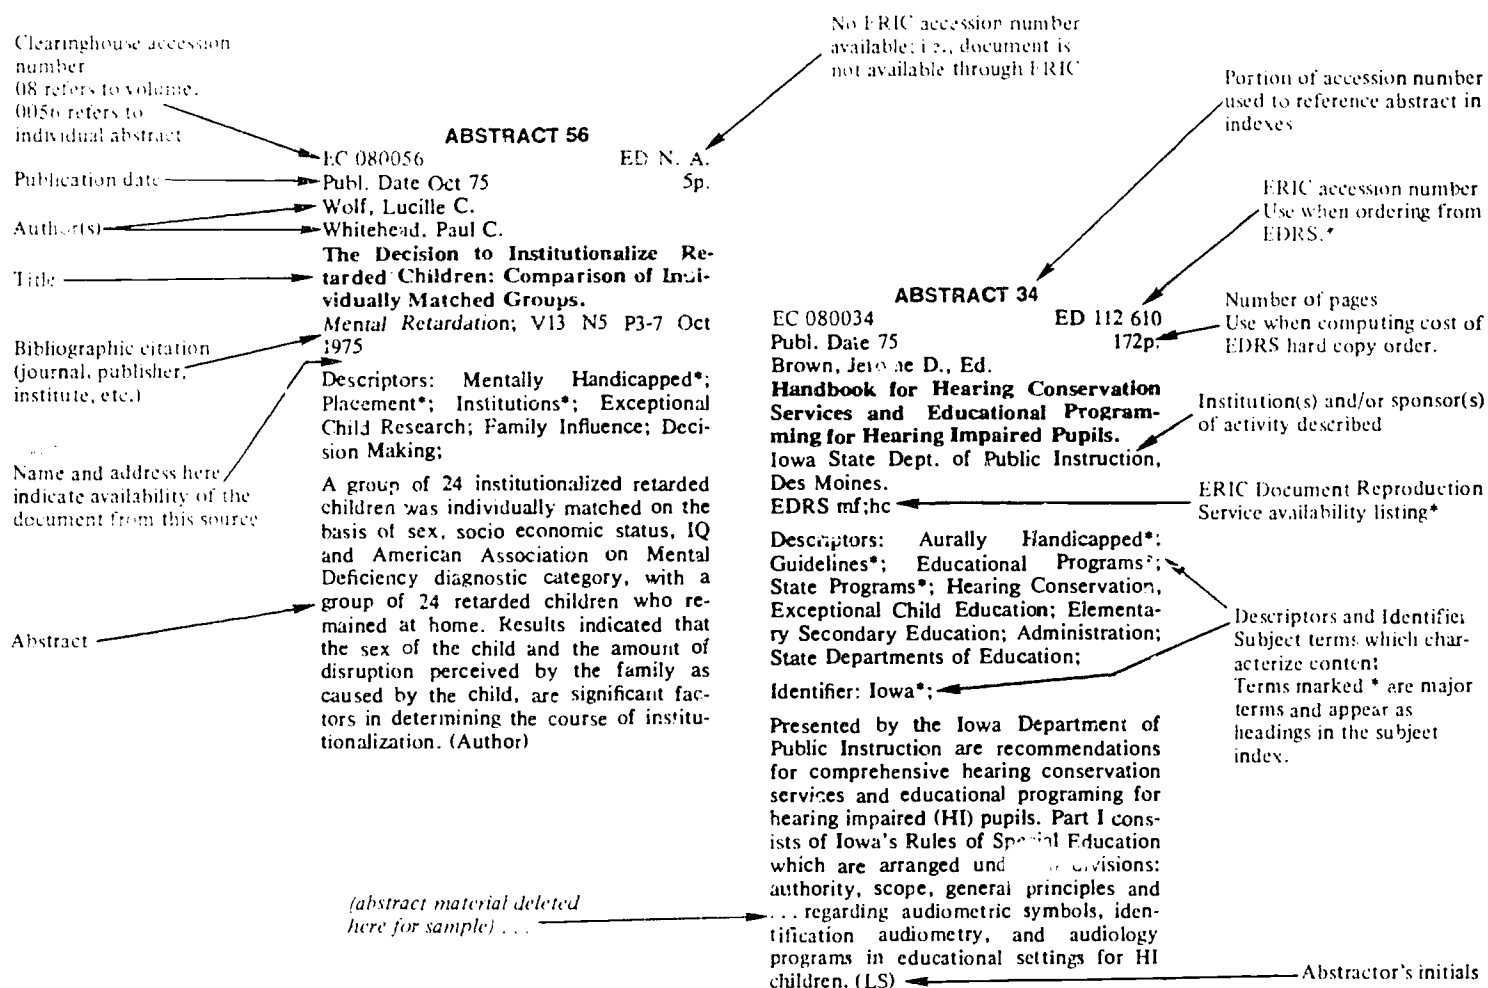 Clearinghouse accession
number
08 refers to volume.
0056 refers to
individual abstract
Publication date
Author(s)
Title
Bibliographic citation
(journal, publisher,
institute, etc.)
Name and address here
indicate availability of the
document from this source
Abstract
No ERIC accession number
available; i.e., document is
not available through ERIC
ABSTRACT 56
EC 080056 ED N. A.
Publ. Date Oct 75 5p.
Wolf, Lucille C.
Whitehead, Paul C.
The Decision to Institutionalize Re-
tarded Children: Comparison of Indi-
vidually Matched Groups.
Mental Retardation; V13 N5 P3-7 Oct
1975
Descriptors: Mentally Handicapped*;
Placement*; Institutions*; Exceptional
Child Research; Family Influence; Deci-
sion Making;
A group of 24 institutionalized retarded
children was individually matched on the
basis of sex, socio economic status, IQ
and American Association on Mental
Deficiency diagnostic category, with a
group of 24 retarded children who re-
mained at home. Results indicated that
the sex of the child and the amount of
disruption perceived by the family as
caused by the child, are significant fac-
tors in determining the course of institu-
tionalization. (Author)
(abstract material deleted
here for sample) . . .
Portion of accession number
used to reference abstract in
indexes
ABSTRACT 34
EC 080034 ED 112 610
Publ. Date 75 172p.
Brown, D., Ed.
Handbook for Hearing Conservation
Services and Educational Program-
ming for Hearing Impaired Pupils.
Iowa State Dept. of Public Instruction,
Des Moines.
EDRS mf;hc
Descriptors: Aurally Handicapped*;
Guidelines*; Educational Programs*;
State Programs*; Hearing Conservation,
Exceptional Child Education; Elementa-
ry Secondary Education; Administration;
State Departments of Education;
Identifier: Iowa*;
Presented by the Iowa Department of
Public Instruction are recommendations
for comprehensive hearing conservation
services and educational programing for
hearing impaired (HI) pupils. Part I cons-
ists of Iowa's Rules of Special Education
which are arranged
authority, scope, general principles and
. . . regarding audiometric symbols, iden-
tification audiometry, and audiology
programs in educational settings for HI
children. (LS)
ERIC accession number
Use when ordering from
EDRS.*
Number of pages
Use when computing cost of
EDRS hard copy order.
Institution(s) and/or sponsor(s)
of activity described
ERIC Document Reproduction
Service availability listing*
Descriptors and Identifier
Subject terms which char-
acterize content
Terms marked * are major
terms and appear as
headings in the subject
index.
Abstractor's initials